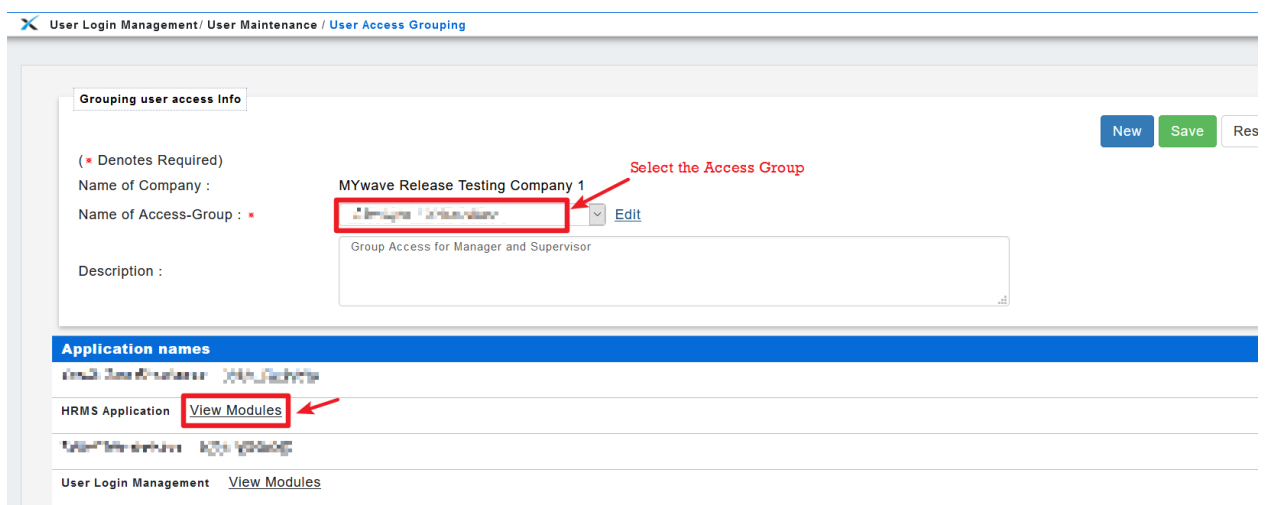 User Login Management/ User Maintenance / User Access Grouping
Grouping user access Info
New Save Res
(* Denotes Required)
Select the Access Group
Name of Company : MYwave Release Testing Company 1
Name of Access-Group : * Edit
Group Access for Manager and Supervisor
Description :
Application names
HRMS Application View Modules
User Login Management View Modules